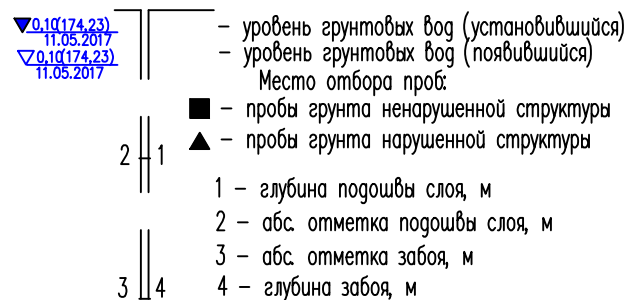 0,10(174,23)
11.05.2017
– уровень грунтовых вод (установившийся)
0,10(174,23)
11.05.2017
– уровень грунтовых вод (появившийся)
Место отбора проб:
– пробы грунта ненарушенной структуры
– пробы грунта нарушенной структуры
2 1
1 – глубина подошвы слоя, м
2 – абс. отметка подошвы слоя, м
3 – абс. отметка забоя, м
3 4
4 – глубина забоя, м